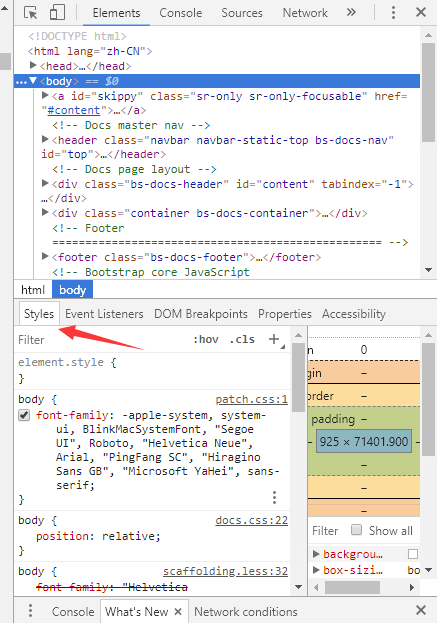 Elements Console Sources »
<!DOCTYPE html>
<html lang="zh-CN">
<head>…</head>
… <body> == $0
<a id="skippy" class="sr-only sr-only-focusable" href=
"#content">…</a>
<!-- Docs master nav -->
<header class="navbar navbar-static-top bs-docs-nav"
id="top">…</header>
<!-- Docs page layout -->
<div class="bs-docs-header" id="content" tabindex="-1">
…</div>
<div class="container bs-docs-container">…</div>
<!-- Footer
================================================== -->
<footer class="bs-docs-footer">…</footer>
<!-- Bootstrap core JavaScript
html body
Styles Event Listeners DOM Breakpoints Properties Accessibility
Filter :hov .cls +
element.style {
}
body { patch.css:1
font-family: -apple-system, system-
ui, BlinkMacSystemFont, "Segoe
UI", Roboto, "Helvetica Neue",
Arial, "PingFang SC", "Hiragino
Sans GB", "Microsoft YaHei", sans-
serif;
}
body { docs.css:22
position: relative;
}
body { scaffolding.less:32
font-family: "Helvetica
0
gin –
order –
padding –
925 × 71401.900
–
–
–
Filter Show all
backgrou…
box-sizi… bo
Console What's New × Network conditions